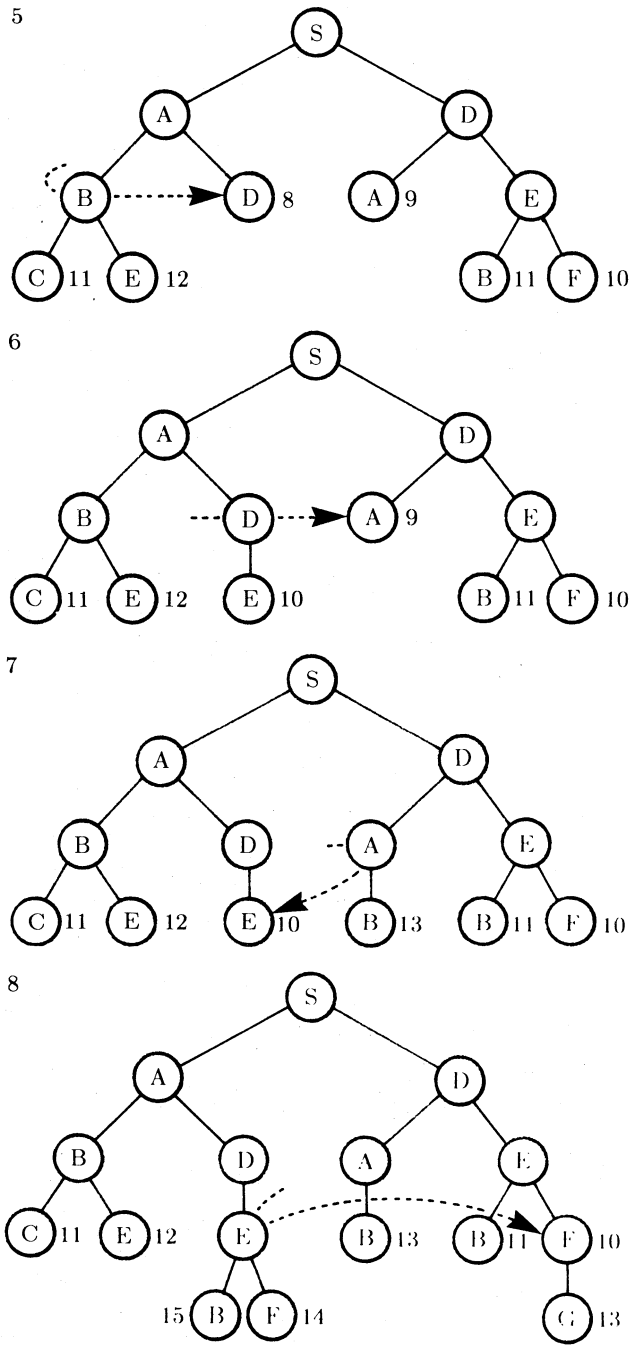 5
S
A D
B D 8 A 9 E
C 11 E 12 B 11 F 10
6
S
A D
B D A 9 E
C 11 E 12 E 10 B 11 F 10
7
S
A D
B D A E
C 11 E 12 E 10 B 13 B 11 F 10
8
S
A D
B D A E
C 11 E 12 E B 13 B 11 F 10
15 B F 14 G 13